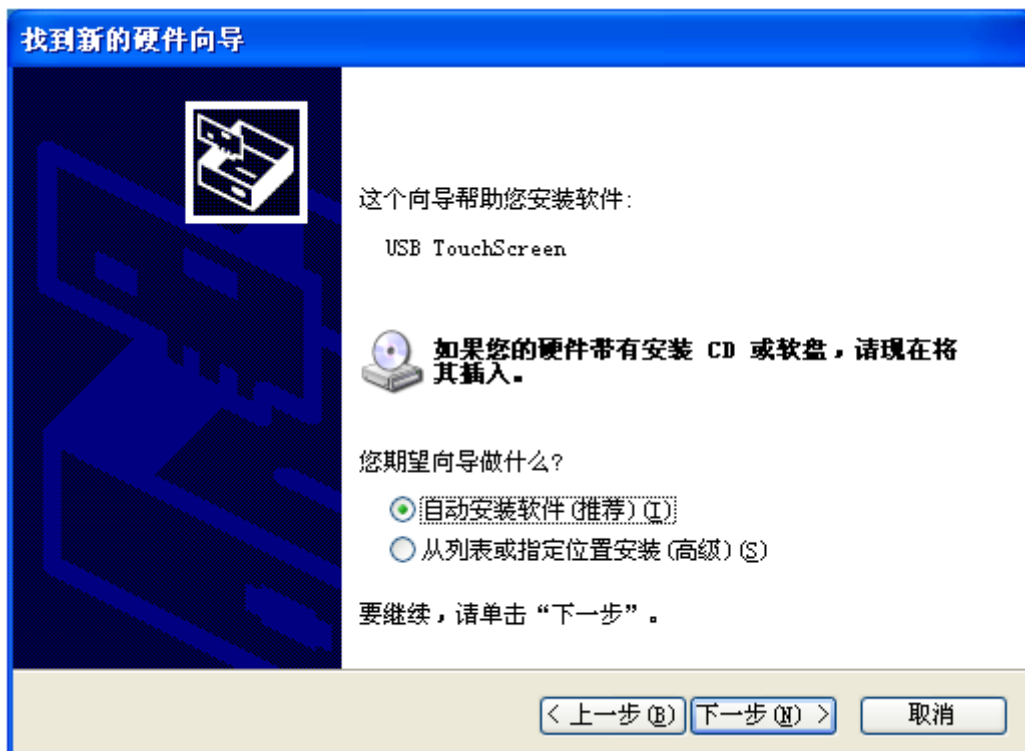 找到新的硬件向导
这个向导帮助您安装软件:
USB TouchScreen
如果您的硬件带有安装 CD 或软盘，请现在将
其插入。
您期望向导做什么?
自动安装软件(推荐)(I)
从列表或指定位置安装(高级)(S)
要继续，请单击“下一步”。
< 上一步(B) 下一步(N) > 取消